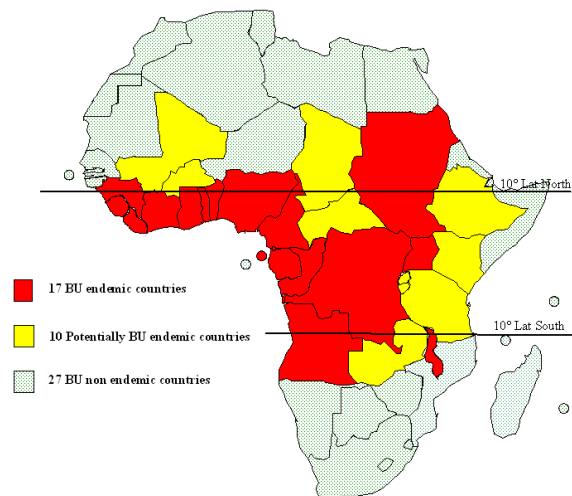 10° Lat North
17 BU endemic countries
10 Potentially BU endemic countries
10° Lat South
27 BU non endemic countries